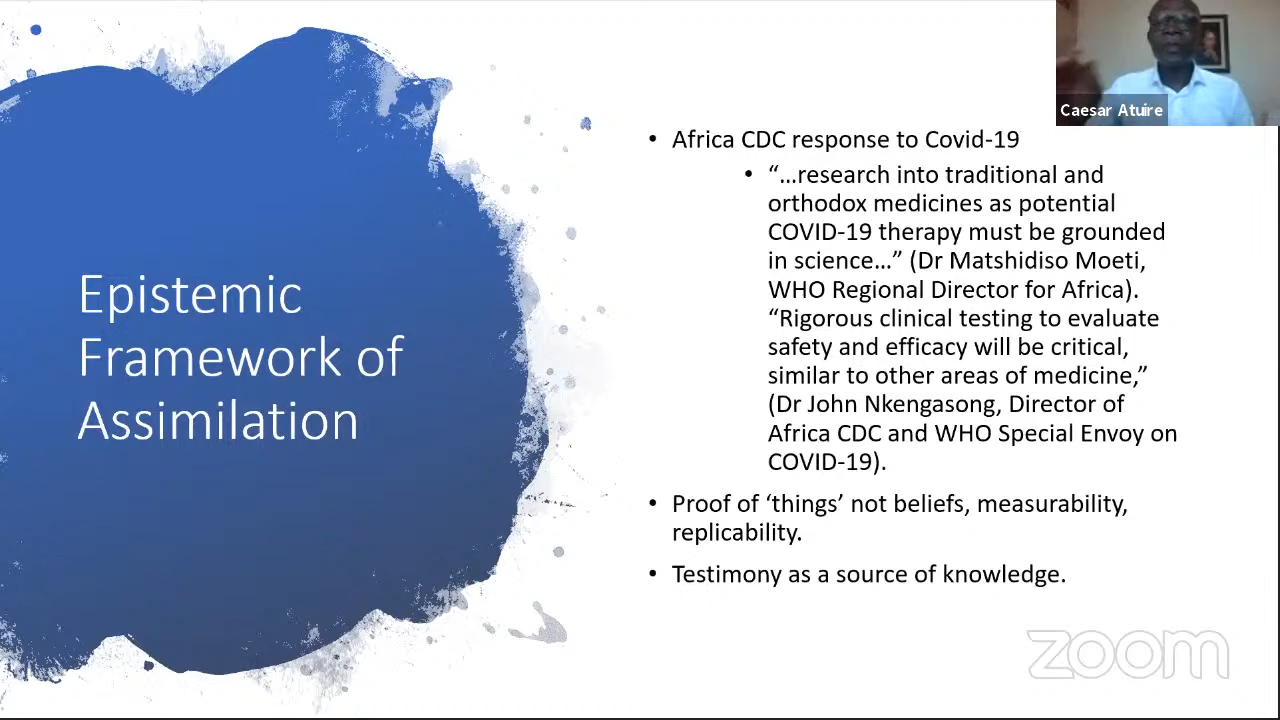 Caesar Atuire
Epistemic
Framework of
Assimilation
• Africa CDC response to Covid-19
• “...research into traditional and
orthodox medicines as potential
COVID-19 therapy must be grounded
in science...” (Dr Matshidiso Moeti,
WHO Regional Director for Africa).
“Rigorous clinical testing to evaluate
safety and efficacy will be critical,
similar to other areas of medicine,”
(Dr John Nkengasong, Director of
Africa CDC and WHO Special Envoy on
COVID-19).
• Proof of ‘things’ not beliefs, measurability,
replicability.
• Testimony as a source of knowledge.
zoom